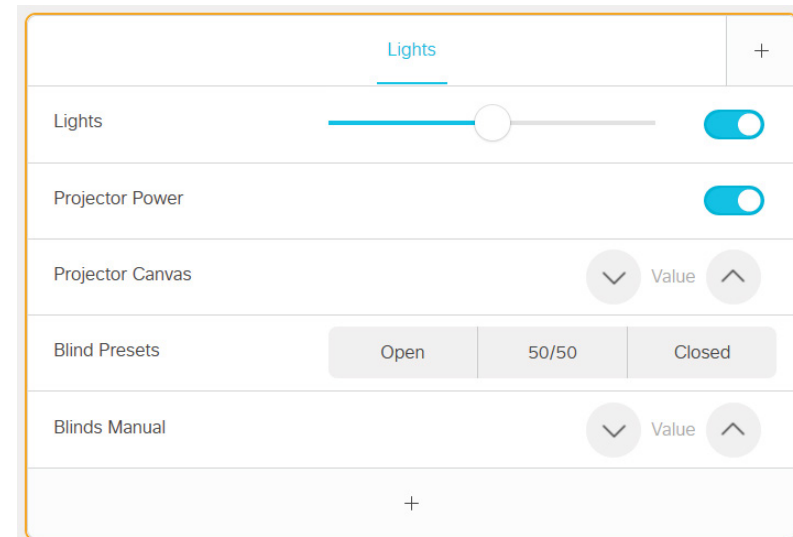 Lights +
Lights
Projector Power
Projector Canvas Value
Blind Presets Open 50/50 Closed
Blinds Manual Value
+